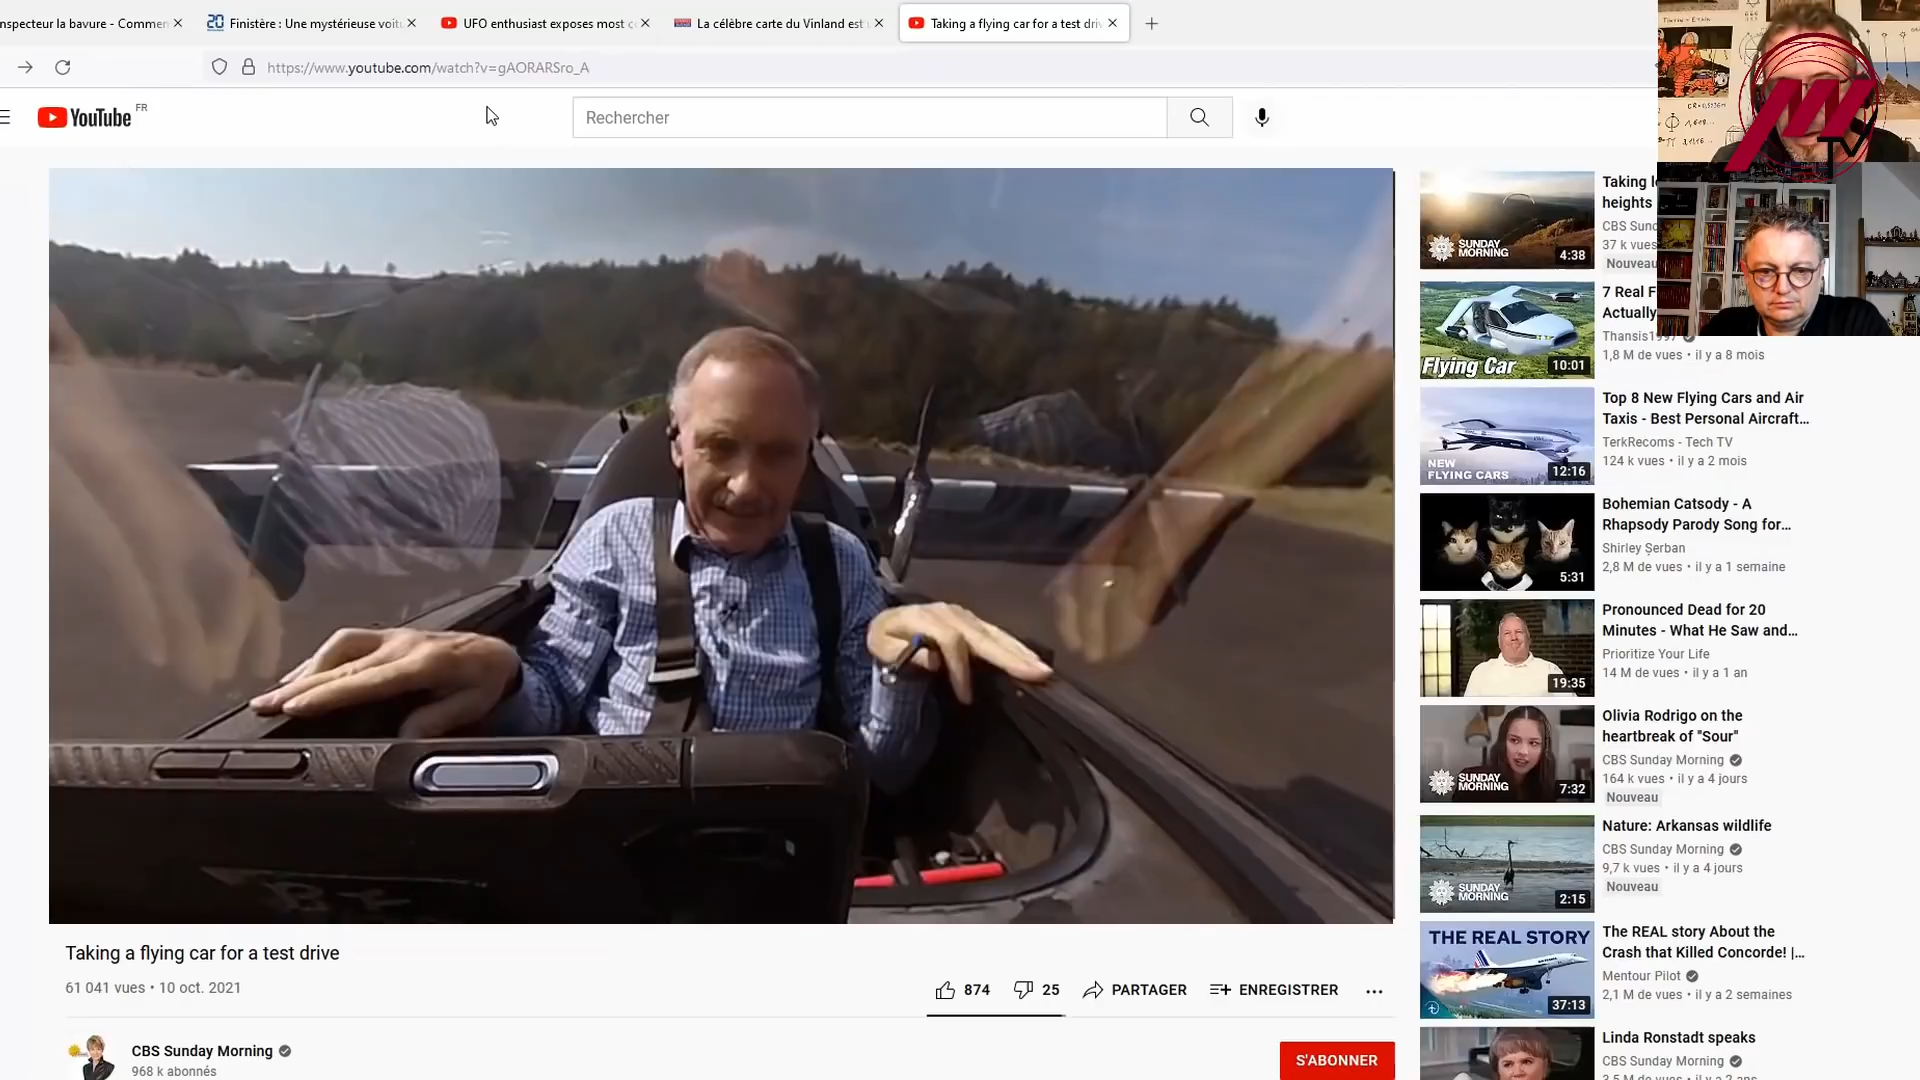 nspecteur la bavure - Commen
20 Finistère : Une mystérieuse voit
UFO enthusiast exposes most
La célèbre carte du Vinland est
Taking a flying car for a test dri
https://www.youtube.com/watch?v=gAORARSro_A
YouTube FR
Rechercher
TV
Taking a flying car for a test drive
61 041 vues • 10 oct. 2021
874
25
PARTAGER
ENREGISTRER
CBS Sunday Morning
968 k abonnés
S'ABONNER
SUNDAY
MORNING
4:38
Taking
heights
CBS Sun
37 k vues
Nouveau
Flying Car
10:01
7 Real F
Actually
1,8 M de vues • il y a 8 mois
NEW
FLYING CARS
12:16
Top 8 New Flying Cars and Air
Taxis - Best Personal Aircraft...
TerkRecoms - Tech TV
124 k vues • il y a 2 mois
5:31
Bohemian Catsody - A
Rhapsody Parody Song for...
Shirley Șerban
2,8 M de vues • il y a 1 semaine
19:35
Pronounced Dead for 20
Minutes - What He Saw and...
Prioritize Your Life
14 M de vues • il y a 1 an
SUNDAY
MORNING
7:32
Olivia Rodrigo on the
heartbreak of "Sour"
CBS Sunday Morning
164 k vues • il y a 4 jours
Nouveau
SUNDAY
MORNING
2:15
Nature: Arkansas wildlife
CBS Sunday Morning
9,7 k vues • il y a 4 jours
Nouveau
THE REAL STORY
37:13
The REAL story About the
Crash that Killed Concorde! |...
Mentour Pilot
2,1 M de vues • il y a 2 semaines
Linda Ronstadt speaks
CBS Sunday Morning